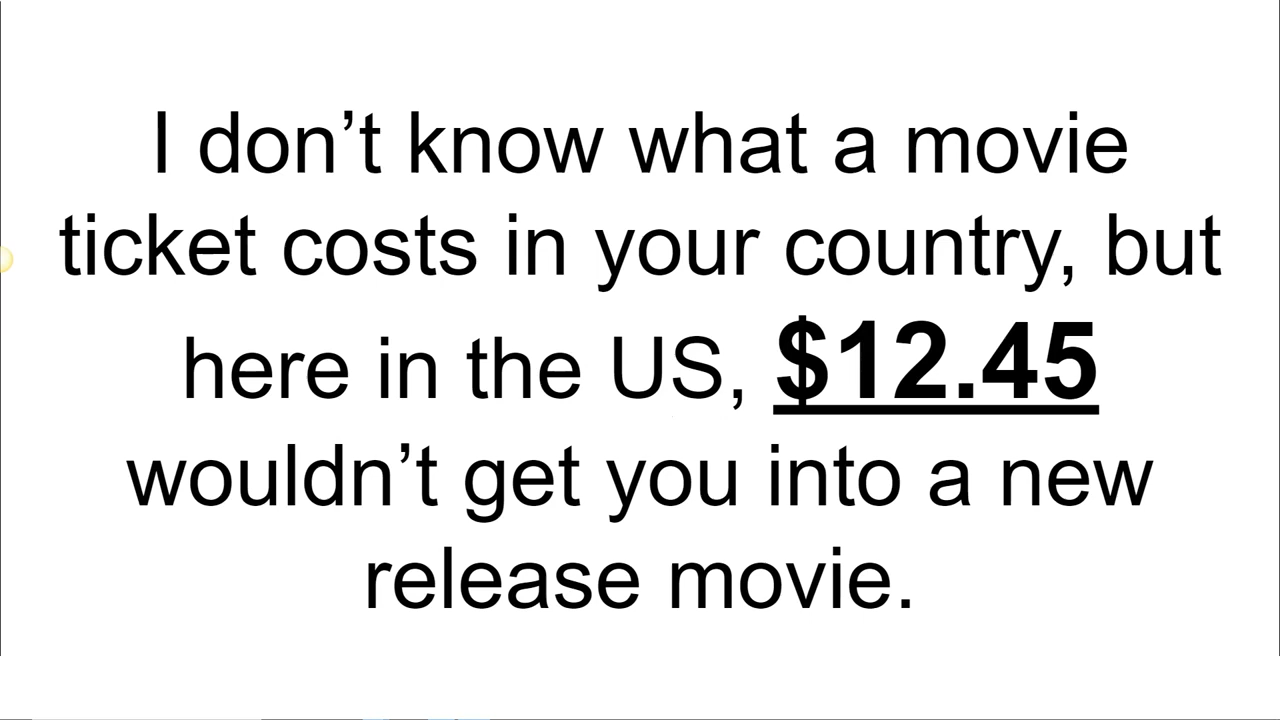 I don’t know what a movie
ticket costs in your country, but
here in the US, $12.45
wouldn’t get you into a new
release movie.